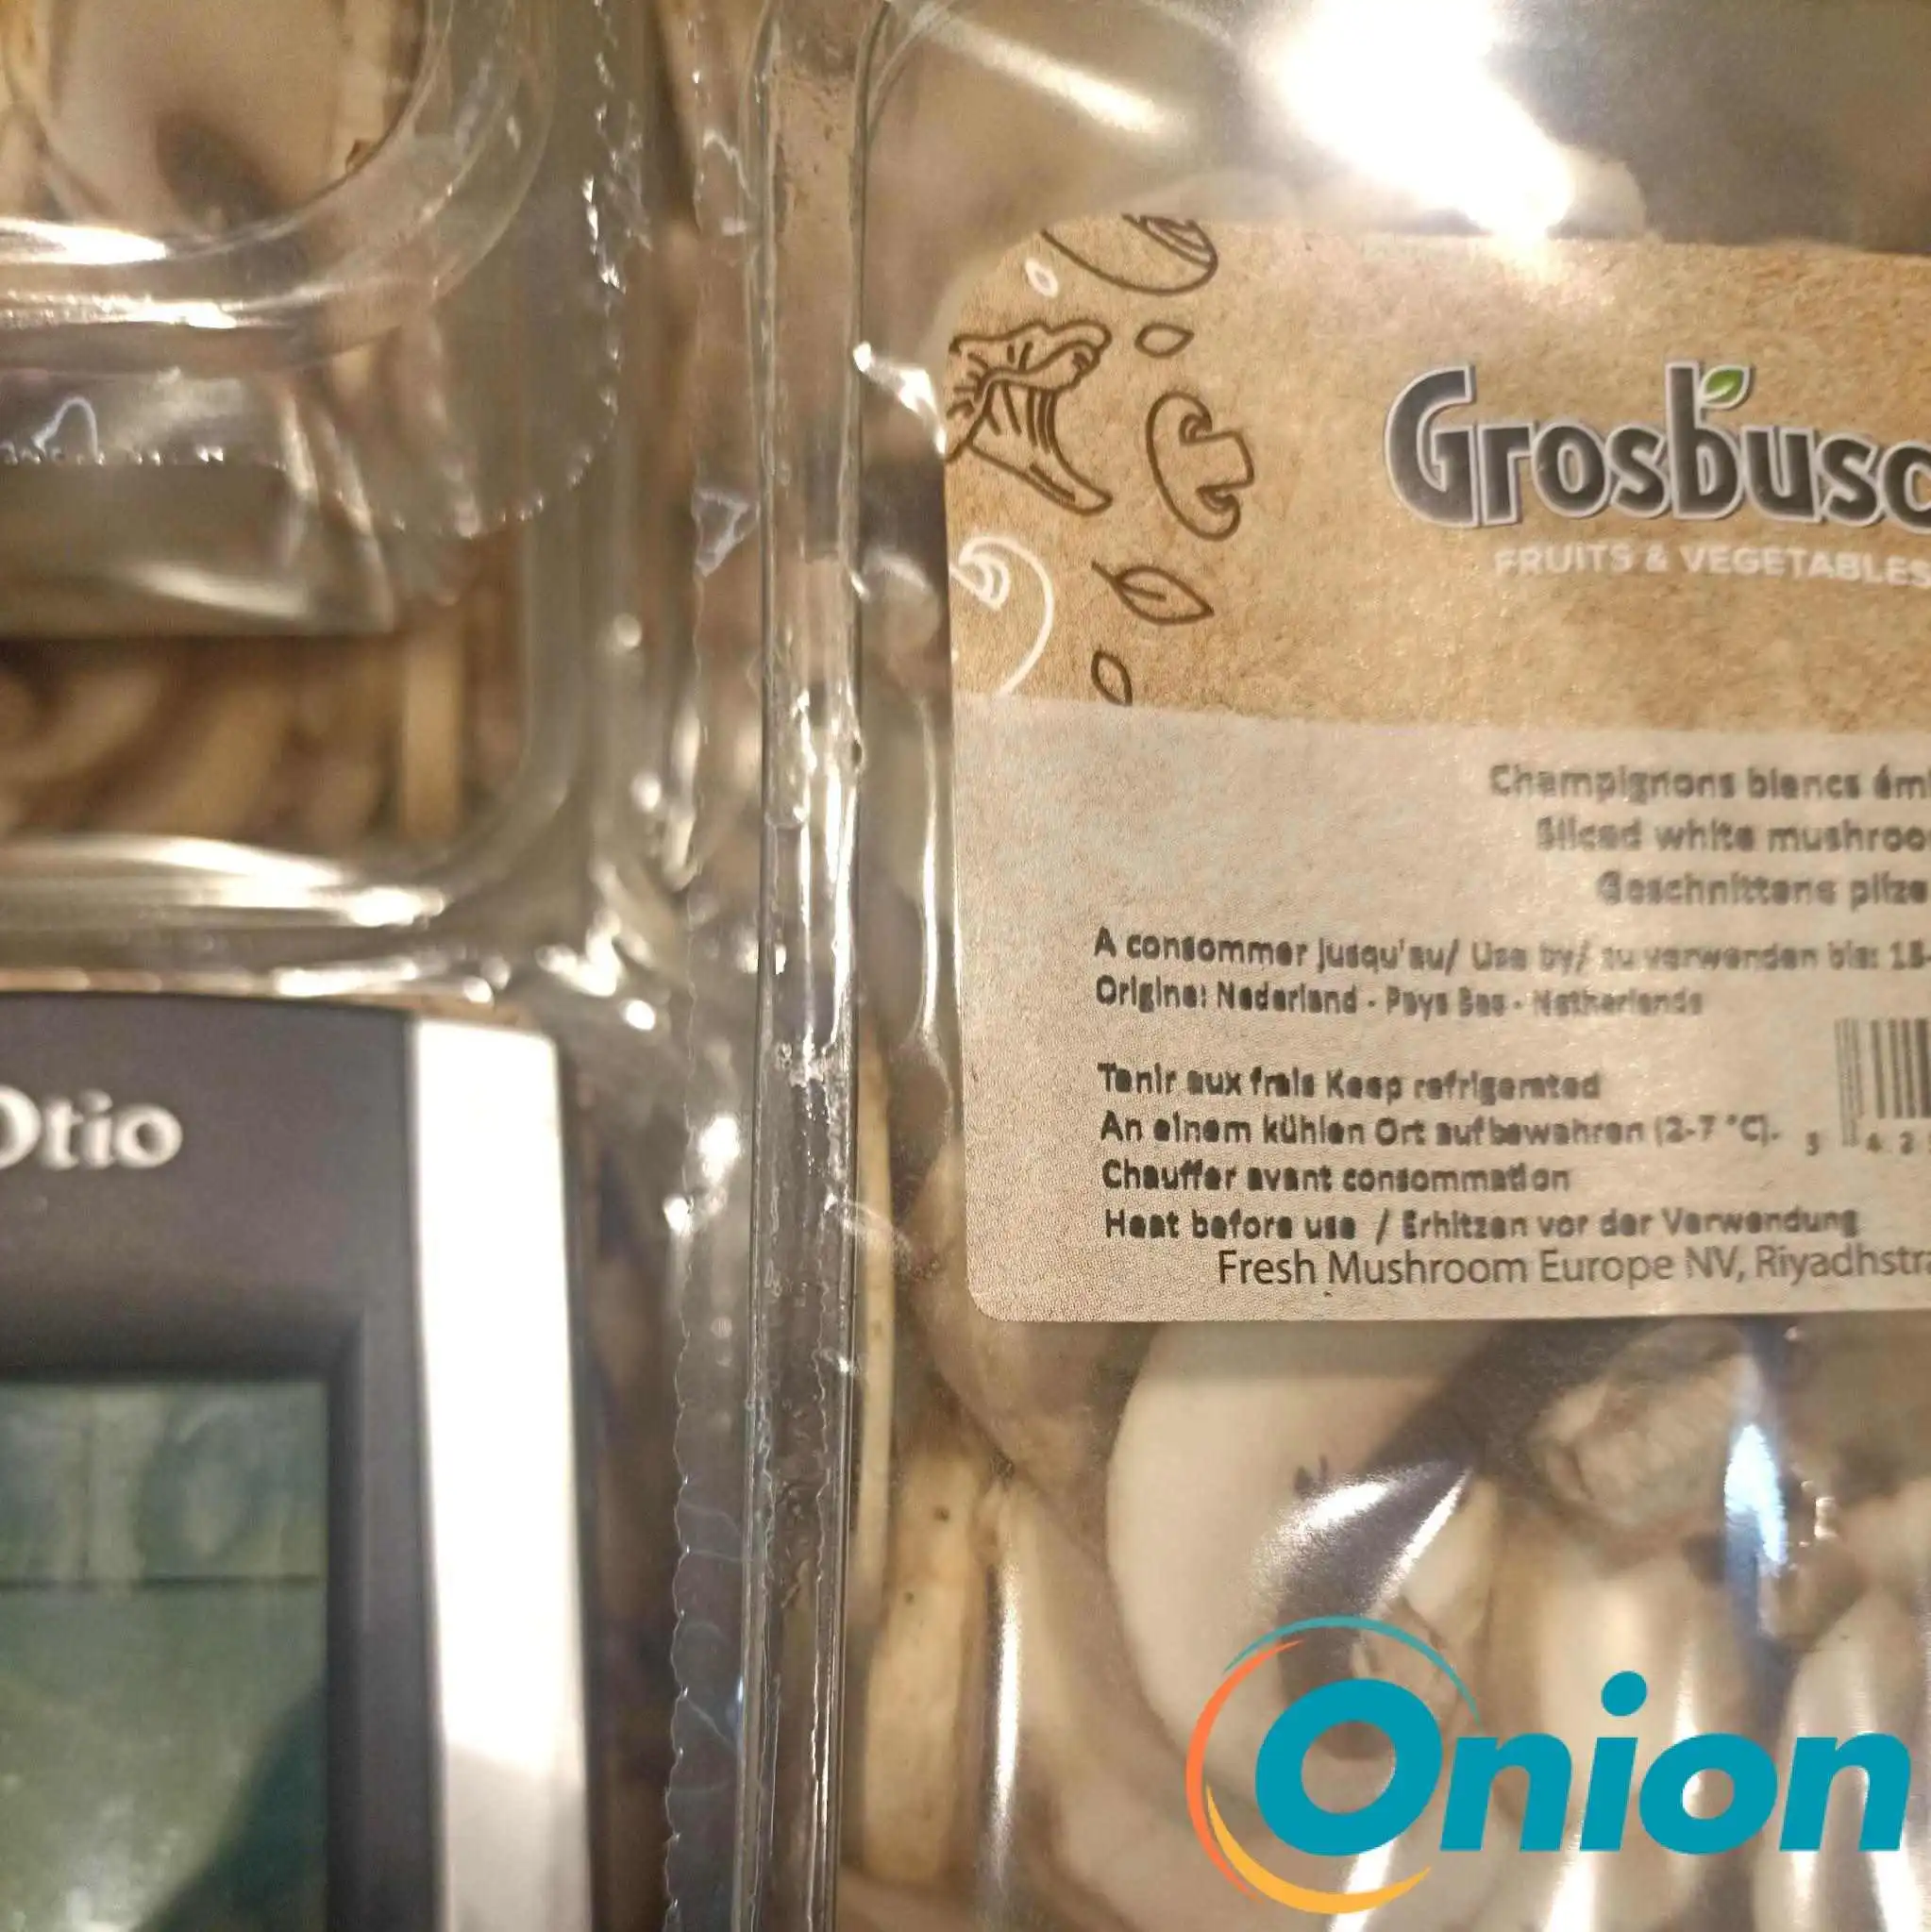 Grosbusc
FRUITS & VEGETABLES
Champignons blancs ém
Sliced white mushroo
Geschnittene pilze
A consommer jusqu'au/ Use by/ zu verwenden bis: 18-
Origine: Nederland - Pays Bas - Netherlands
Tenir aux frais Keep refrigerated
An einem kühlen Ort aufbewahren (2-7 °C).
Chauffer avant consommation
Heat before use / Erhitzen vor der Verwendung
Fresh Mushroom Europe NV, Riyadhstra
Otio
Onion